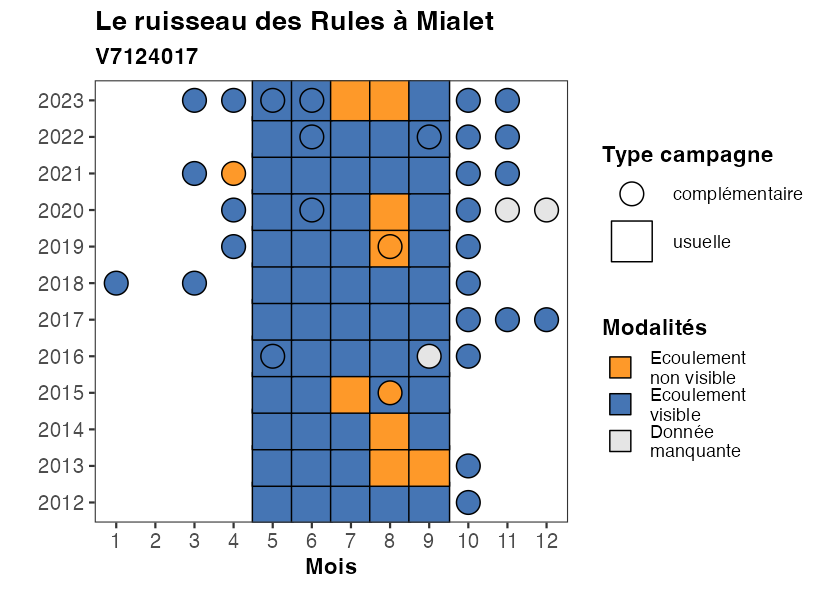 Le ruisseau des Rules à Mialet
V7124017
2023
2022
2021
2020
2019
2018
2017
2016
2015
2014
2013
2012
1 2 3 4 5 6 7 8 9 10 11 12
Mois
Type campagne
complémentaire
usuelle
Modalités
Ecoulement
non visible
Ecoulement
visible
Donnée
manquante